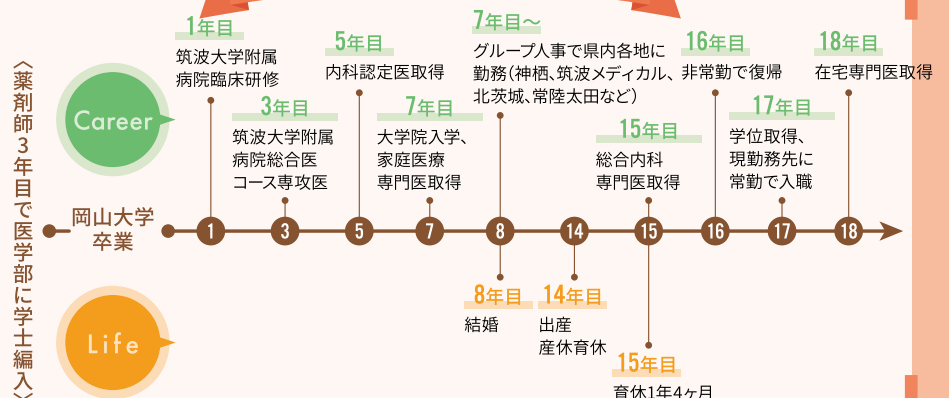 〈薬剤師3年目で医学部に学士編入〉
Career
岡山大学
卒業
Life
1年目
筑波大学附属
病院臨床研修
3年目
筑波大学附属
病院総合医
コース専攻医
5年目
内科認定医取得
7年目
大学院入学、
家庭医療
専門医取得
7年目〜
グループ人事で県内各地に
勤務(神栖、筑波メディカル、
北茨城、常陸太田など)
15年目
総合内科
専門医取得
16年目
非常勤で復帰
17年目
学位取得、
現勤務先に
常勤で入職
18年目
在宅専門医取得
1
3
5
7
8
14
15
16
17
18
8年目
結婚
14年目
出産
産休育休
15年目
育休1年4ヶ月